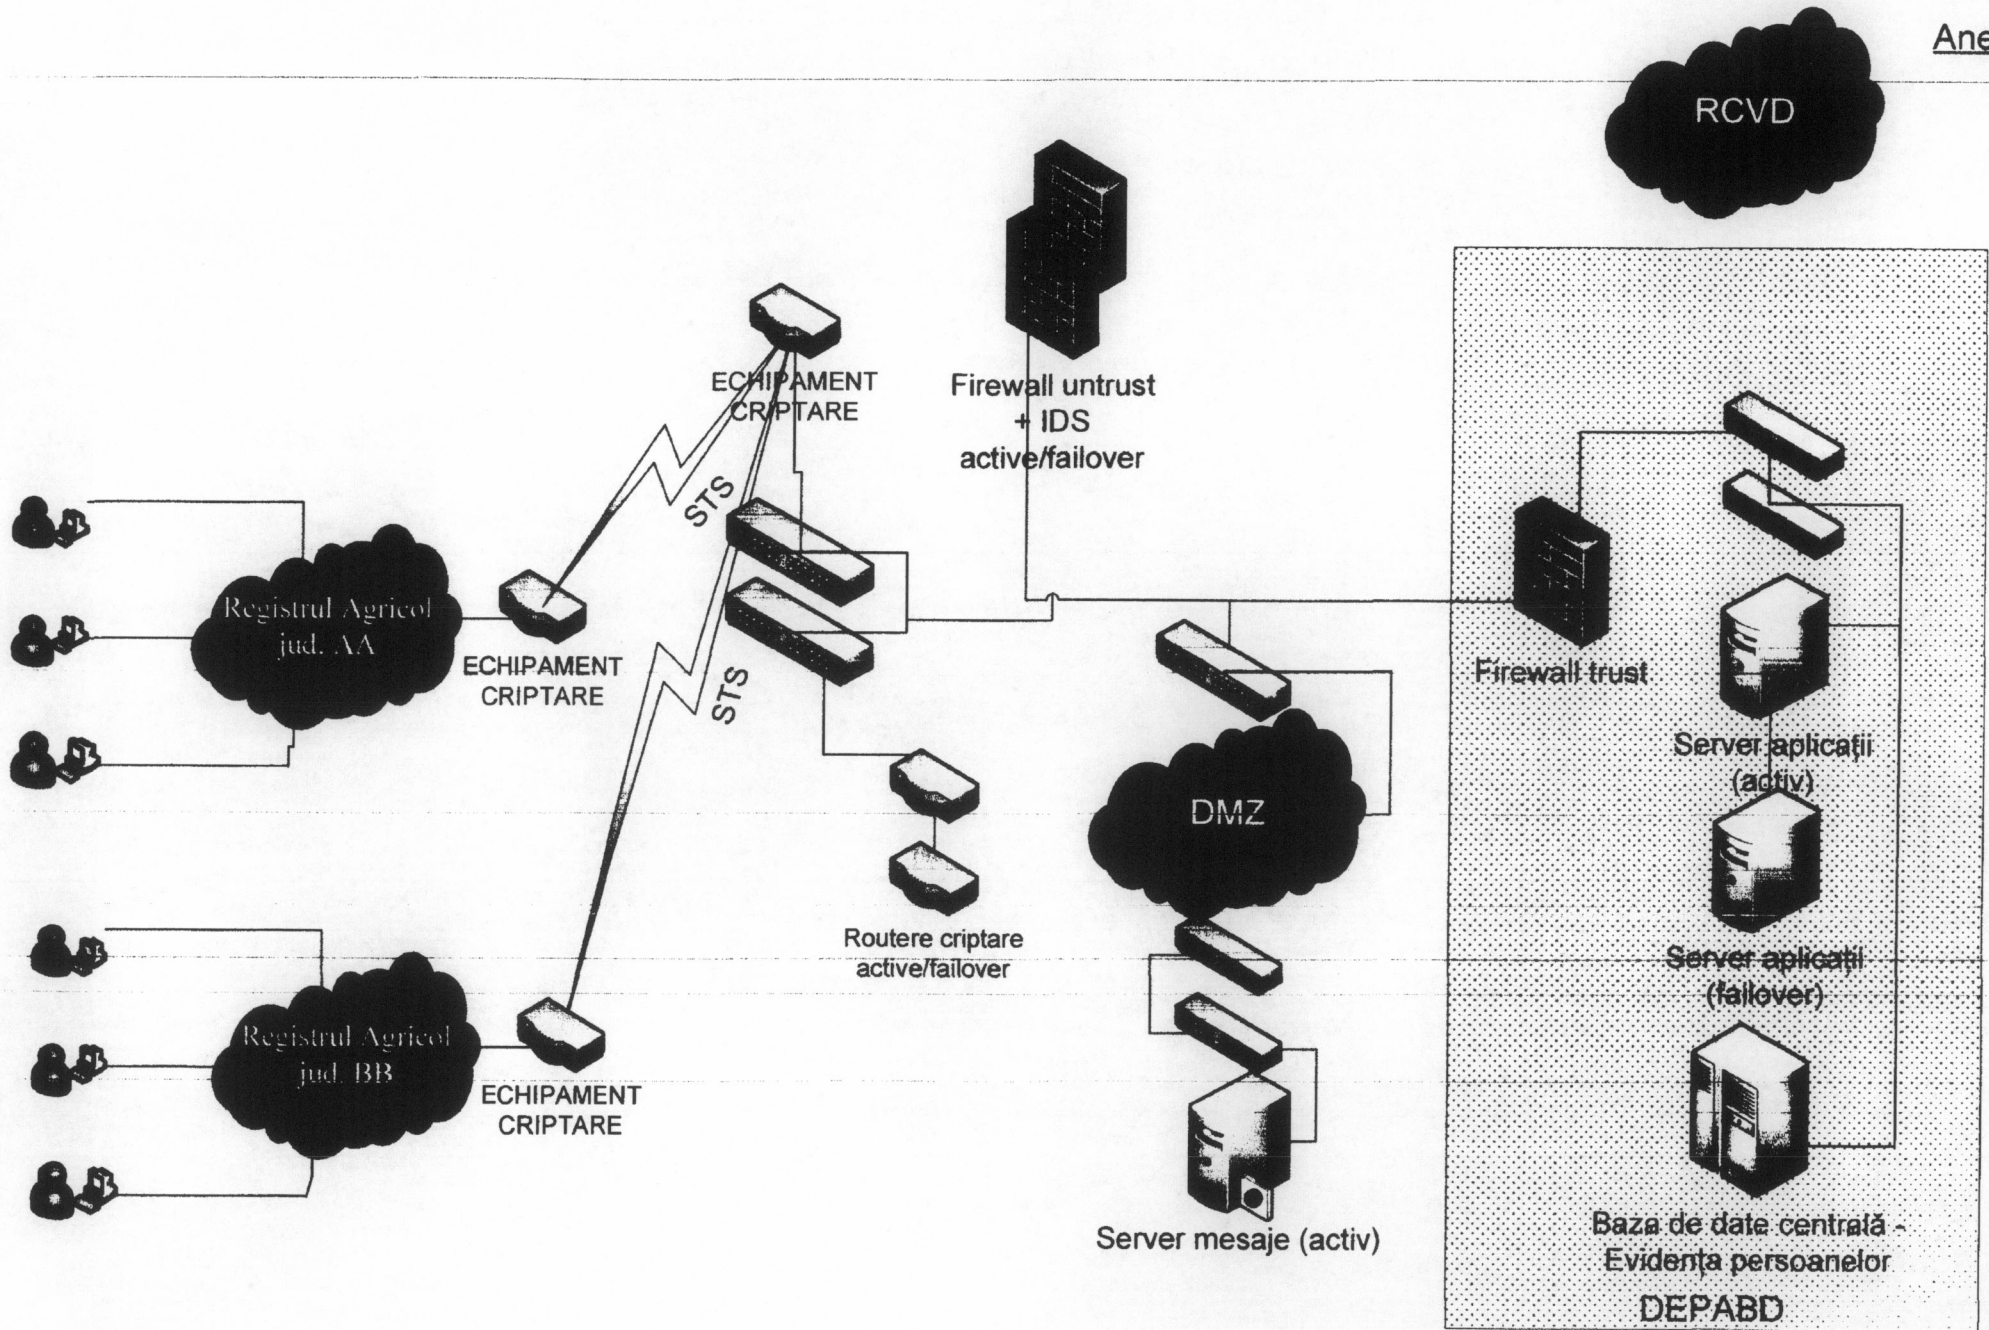 Ane
RCVD
ECHIPAMENT
CRIPTARE
Firewall untrust
+ IDS
active/failover
STS
Registrul Agricol
jud. AA
ECHIPAMENT
CRIPTARE
STS
Firewall trust
Server aplicații
(activ)
DMZ
Routere criptare
active/failover
Server aplicații
(failover)
Registrul Agricol
jud. BB
ECHIPAMENT
CRIPTARE
Server mesaje (activ)
Baza de date centrală -
Evidența persoanelor
DEPABD